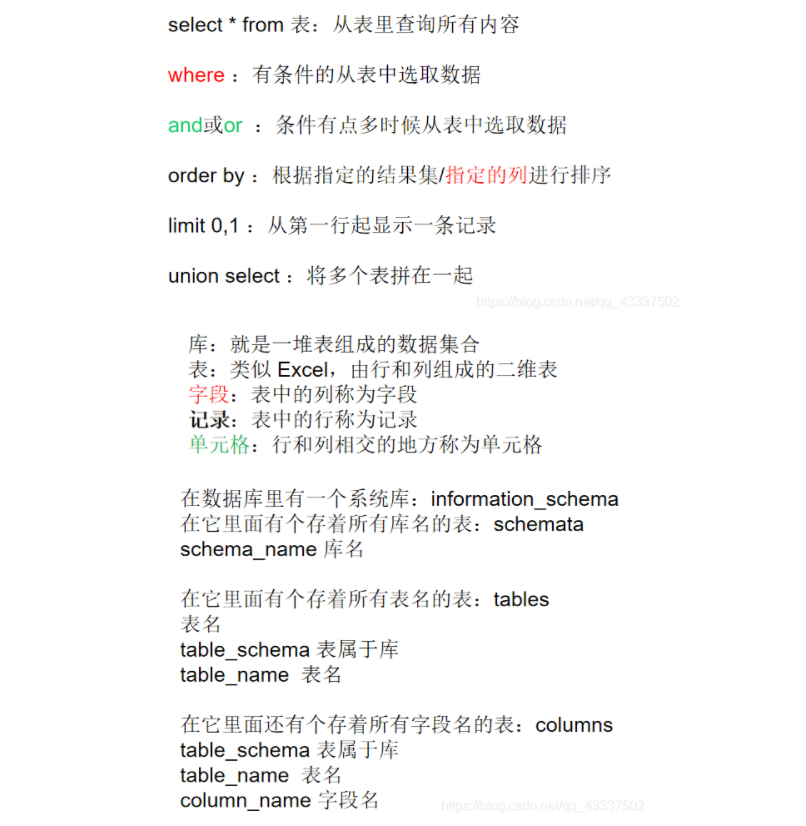 select * from 表：从表里查询所有内容
where ：有条件的从表中选取数据
and或or ：条件有点多时候从表中选取数据
order by ：根据指定的结果集/指定的列进行排序
limit 0,1 ：从第一行起显示一条记录
union select ：将多个表拼在一起
https://blog.csdn.net/qq_43337502
库：就是一堆表组成的数据集合
表：类似 Excel，由行和列组成的二维表
字段：表中的列称为字段
记录：表中的行称为记录
单元格：行和列相交的地方称为单元格
在数据库里有一个系统库：information_schema
在它里面有个存着所有库名的表：schemata
schema_name 库名
在它里面有个存着所有表名的表：tables
表名
table_schema 表属于库
table_name 表名
在它里面还有个存着所有字段名的表：columns
table_schema 表属于库
table_name 表名
column_name 字段名
https://blog.csdn.net/qq_43337502